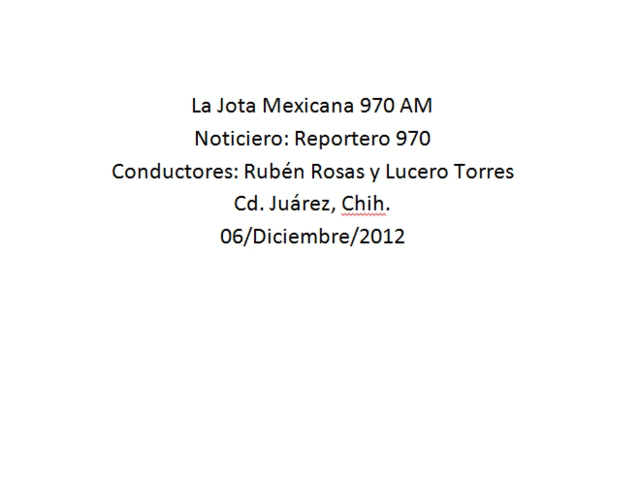 La Jota Mexicana 970 AM
Noticiero: Reportero 970
Conductores: Rubén Rosas y Lucero Torres
Cd. Juárez, Chih.
06/Diciembre/2012